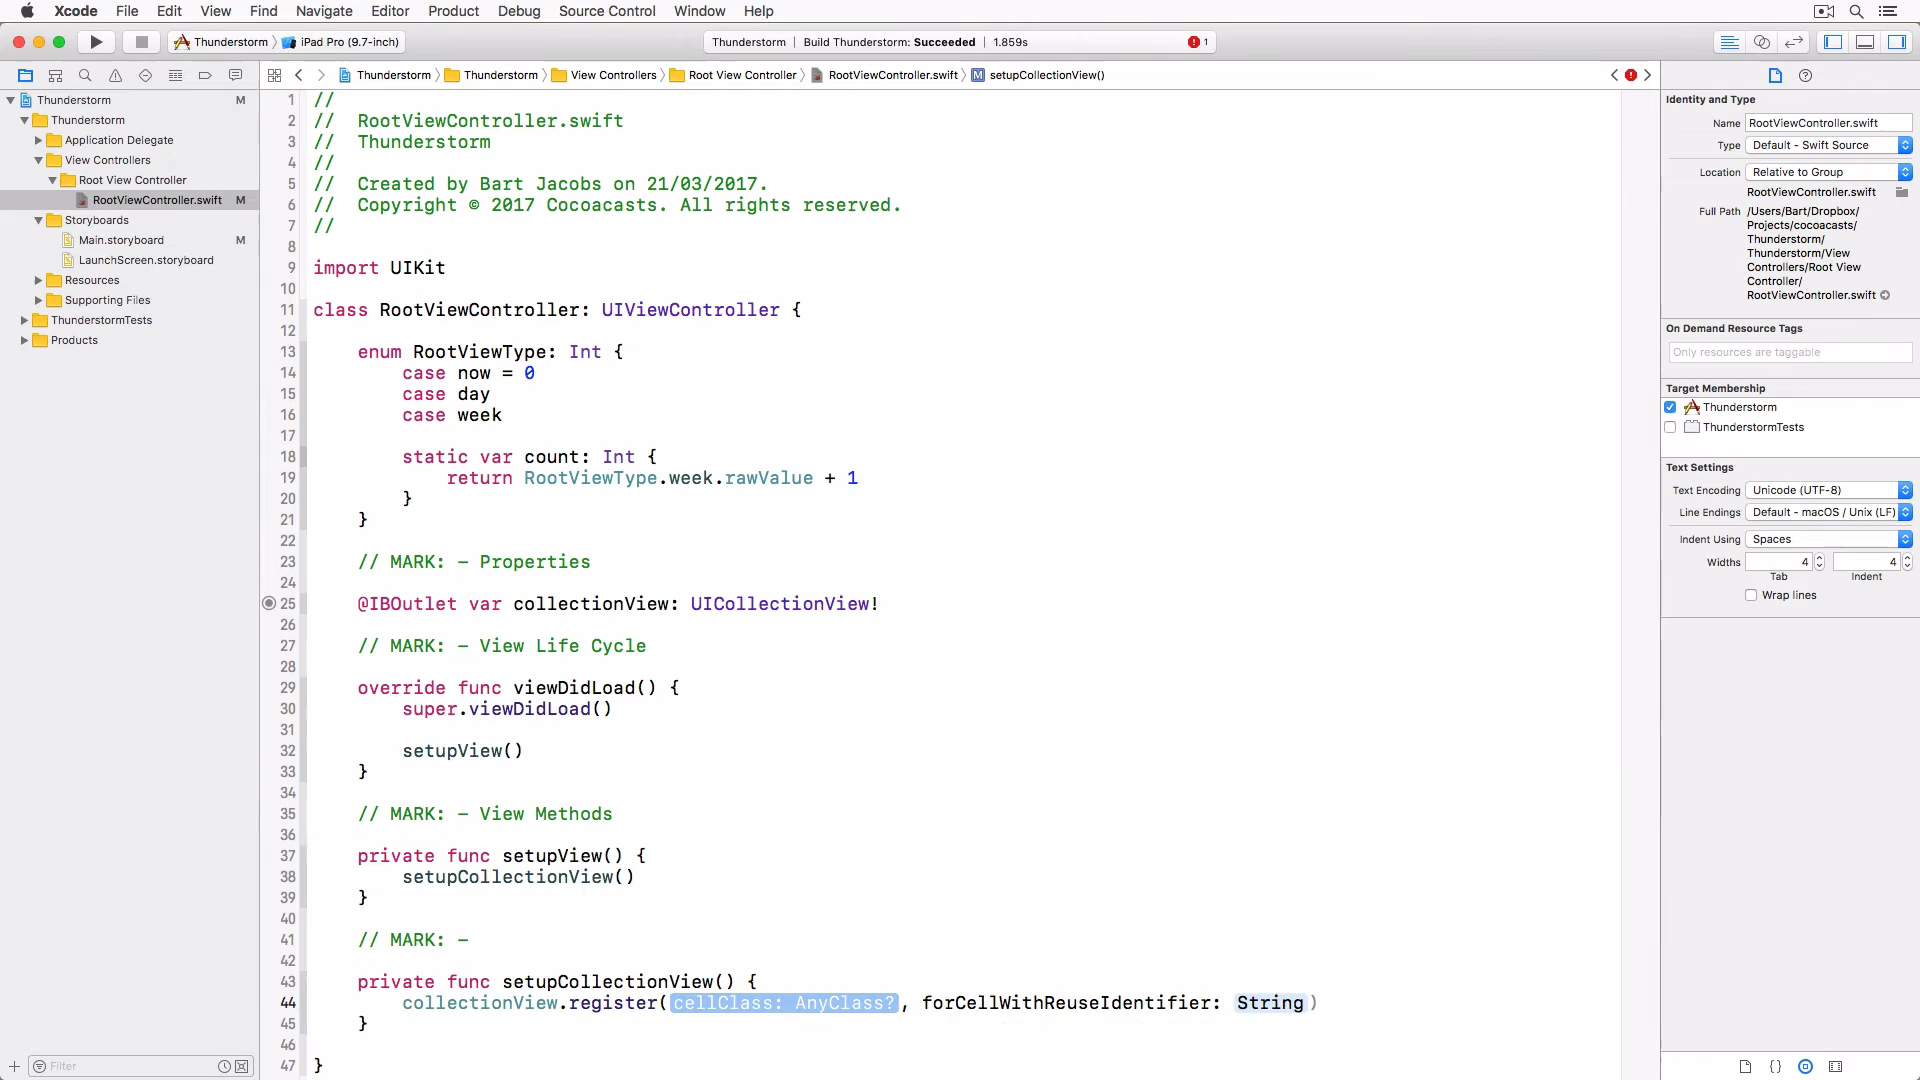 Xcode File Edit View Find Navigate Editor Product Debug Source Control Window Help
Thunderstorm iPad Pro (9.7-inch)
Thunderstorm | Build Thunderstorm: Succeeded | 1.859s 1
Thunderstorm Thunderstorm View Controllers Root View Controller RootViewController.swift M setupCollectionView()
Thunderstorm M
Thunderstorm
Application Delegate
View Controllers
Root View Controller
RootViewController.swift M
Storyboards
Main.storyboard M
LaunchScreen.storyboard
Resources
Supporting Files
ThunderstormTests
Products
Filter
1 //
2 // RootViewController.swift
3 // Thunderstorm
4 //
5 // Created by Bart Jacobs on 21/03/2017.
6 // Copyright © 2017 Cocoacasts. All rights reserved.
7 //
8
9 import UIKit
10
11 class RootViewController: UIViewController {
12
13 enum RootViewType: Int {
14 case now = 0
15 case day
16 case week
17
18 static var count: Int {
19 return RootViewType.week.rawValue + 1
20 }
21 }
22
23 // MARK: - Properties
24
25 @IBOutlet var collectionView: UICollectionView!
26
27 // MARK: - View Life Cycle
28
29 override func viewDidLoad() {
30 super.viewDidLoad()
31
32 setupView()
33 }
34
35 // MARK: - View Methods
36
37 private func setupView() {
38 setupCollectionView()
39 }
40
41 // MARK: -
42
43 private func setupCollectionView() {
44 collectionView.register(cellClass: AnyClass?, forCellWithReuseIdentifier: String)
45 }
46
47 }
Identity and Type
Name RootViewController.swift
Type Default - Swift Source
Location Relative to Group
RootViewController.swift
Full Path /Users/Bart/Dropbox/
Projects/cocoacasts/
Thunderstorm/
Thunderstorm/View
Controllers/Root View
Controller/
RootViewController.swift
On Demand Resource Tags
Only resources are taggable
Target Membership
Thunderstorm
ThunderstormTests
Text Settings
Text Encoding Unicode (UTF-8)
Line Endings Default - macOS / Unix (LF)
Indent Using Spaces
Widths 4 4
Tab Indent
Wrap lines